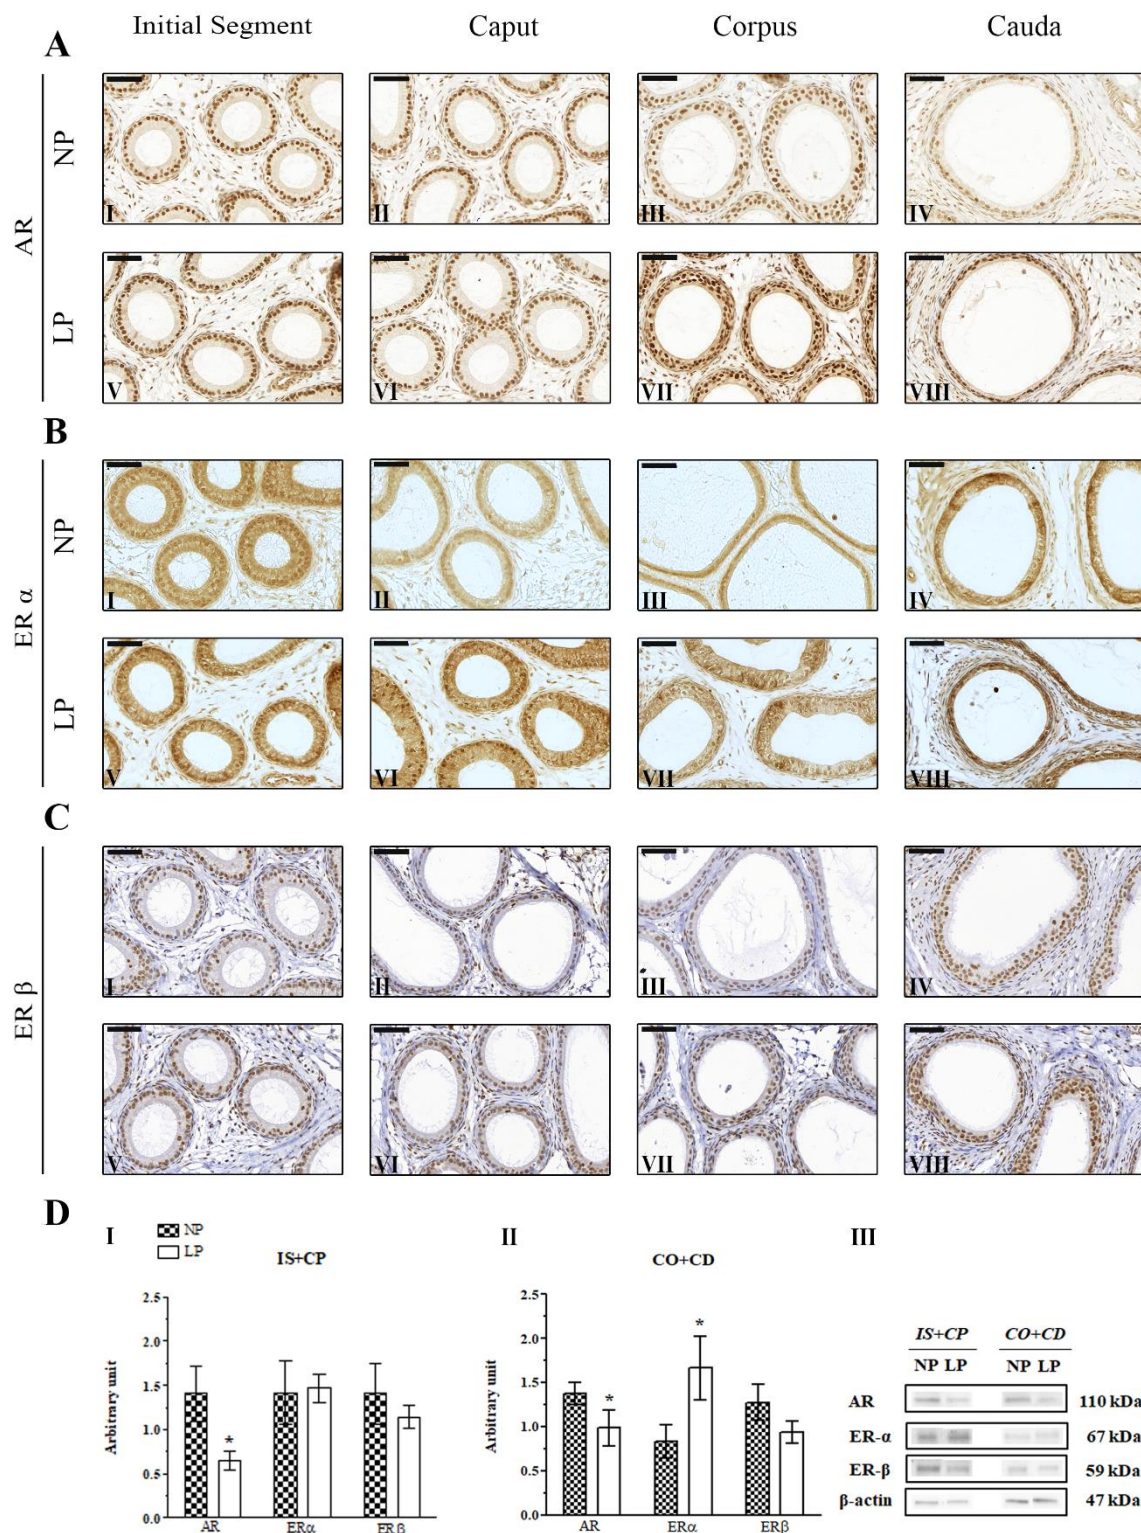 Initial Segment Caput Corpus Cauda
A
AR
NP
I II III IV
LP
V VI VII VIII
B
ER α
NP
I II III IV
LP
V VI VII VIII
C
ER β
I II III IV
V VI VII VIII
D
I
NP
LP
IS+CP
Arbitrary unit
2.5
2.0
1.5
1.0
0.5
0.0
*
AR ERα ERβ
II
CO+CD
Arbitrary unit
2.5
2.0
1.5
1.0
0.5
0.0
* *
AR ERα ERβ
III
IS+CP CO+CD
NP LP NP LP
AR 110 kDa
ER-α 67 kDa
ER-β 59 kDa
β-actin 47 kDa